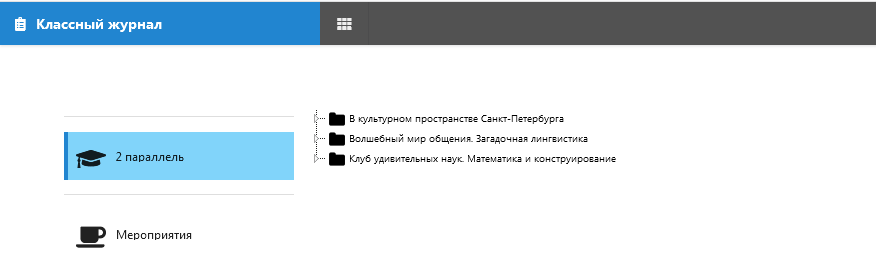 Классный журнал
2 параллель
Мероприятия
В культурном пространстве Санкт-Петербурга
Волшебный мир общения. Загадочная лингвистика
Клуб удивительных наук. Математика и конструирование